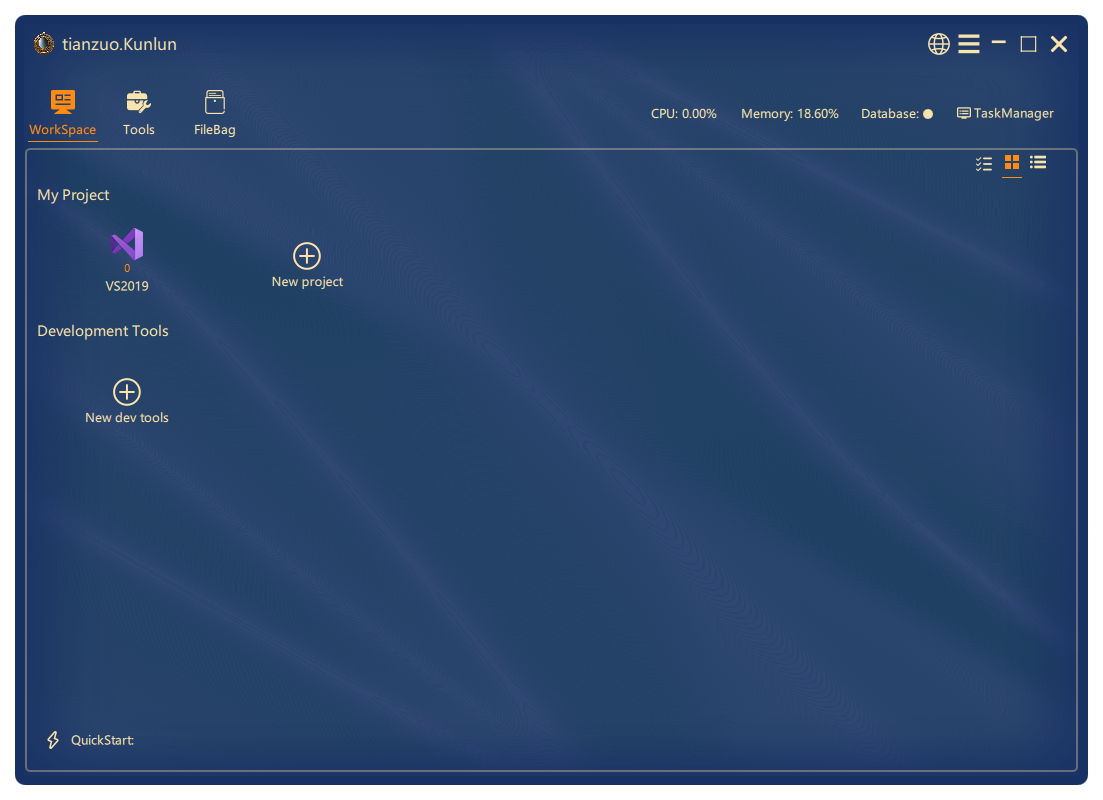 tianzuo.Kunlun
WorkSpace
Tools
FileBag
CPU: 0.00%
Memory: 18.60%
Database:
TaskManager
My Project
0
VS2019
New project
Development Tools
New dev tools
QuickStart: